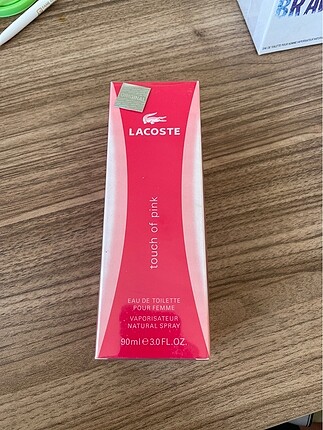 LACOSTE
touch of pink
EAU DE TOILETTE
POUR FEMME
VAPORISATEUR
NATURAL SPRAY
90ml e 3.0 FL.OZ.